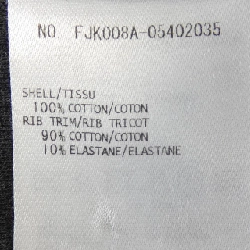 NO. FJK008A-05402035
SHELL/TISSU
100% COTTON/COTON
RIB TRIM/RIB TRICOT
90% COTTON/COTON
10% ELASTANE/ELASTANE